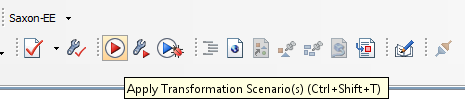 Saxon-EE
Apply Transformation Scenario(s) (Ctrl+Shift+T)